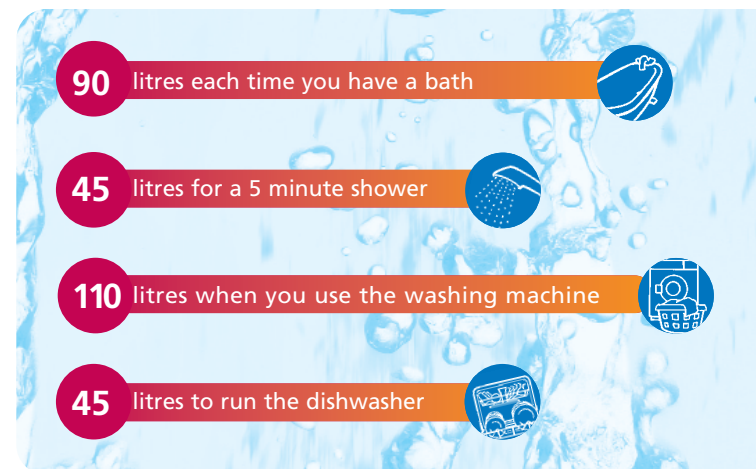 90 litres each time you have a bath
45 litres for a 5 minute shower
110 litres when you use the washing machine
45 litres to run the dishwasher